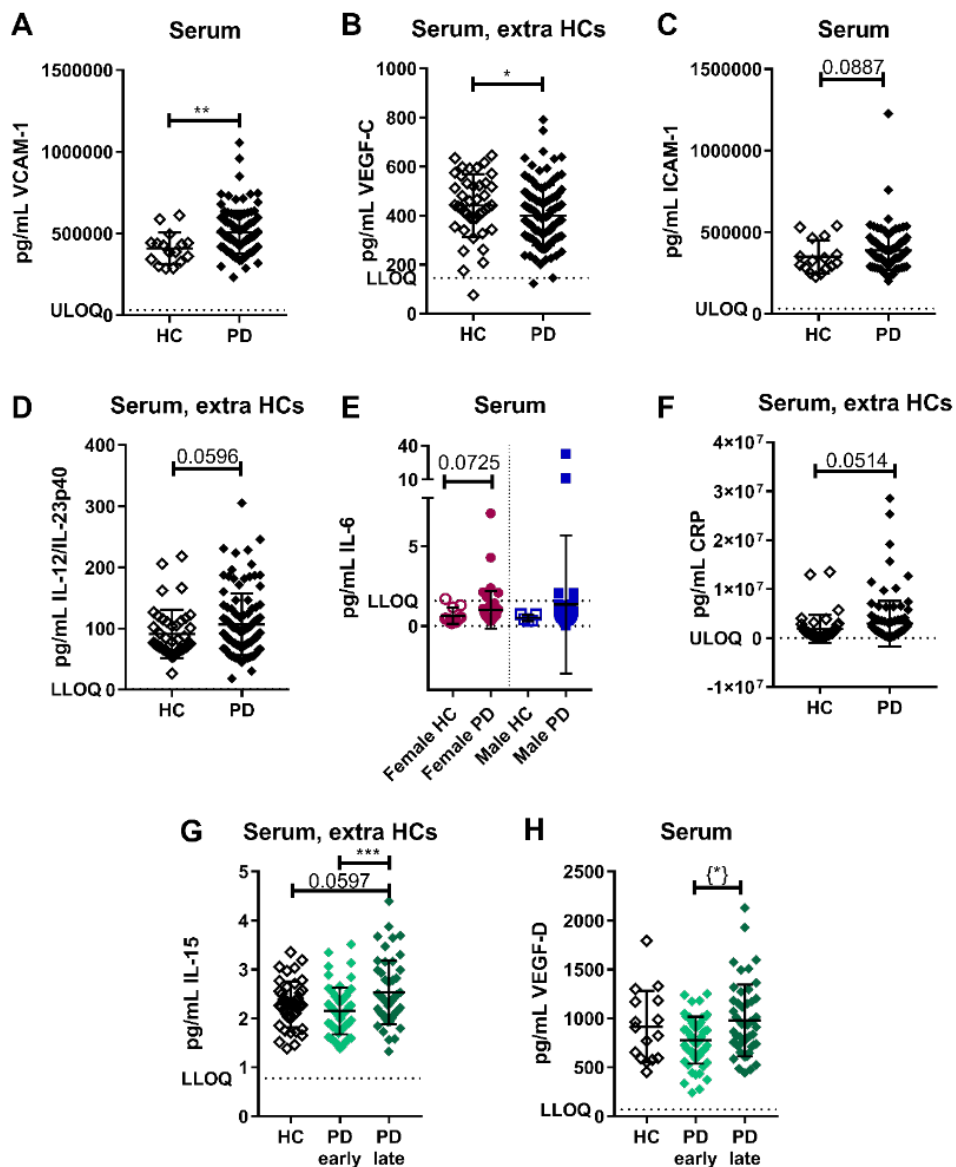 A
Serum
pg/mL VCAM-1
1500000
1000000
500000
0
ULOQ
**
HC
PD
B
Serum, extra HCs
pg/mL VEGF-C
1000
800
600
400
200
0
LLOQ
*
HC
PD
C
Serum
pg/mL ICAM-1
1500000
1000000
500000
0
ULOQ
0.0887
HC
PD
D
Serum, extra HCs
pg/mL IL-12/IL-23p40
400
300
200
100
0
LLOQ
0.0596
HC
PD
E
Serum
pg/mL IL-6
40
10
5
0
LLOQ
0.0725
Female HC
Female PD
Male HC
Male PD
F
Serum, extra HCs
pg/mL CRP
4×10⁷
3×10⁷
2×10⁷
1×10⁷
0
-1×10⁷
ULOQ
0.0514
HC
PD
G
Serum, extra HCs
pg/mL IL-15
5
4
3
2
1
0
LLOQ
***
0.0597
HC
PD early
PD late
H
Serum
pg/mL VEGF-D
2500
2000
1500
1000
500
0
LLOQ
{*}
HC
PD early
PD late